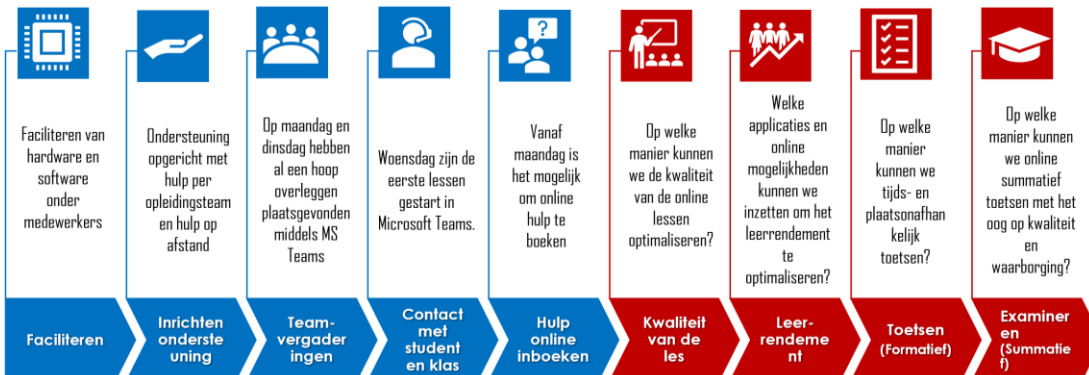 Faciliteren van
hardware en
software
onder
medewerkers
Ondersteuning
opgericht met
hulp per
opleidingsteam
en hulp op
afstand
Op maandag en
dinsdag hebben
al een hoop
overleggen
plaatsgevonden
middels MS
Teams
Woensdag zijn de
eerste lessen
gestart in
Microsoft Teams.
Vanaf
maandag is
het mogelijk
om online
hulp te
boeken
Op welke
manier kunnen
we de kwaliteit
van de online
lessen
optimaliseren?
Welke
applicaties en
online
mogelijkheden
kunnen we
inzetten om het
leerrendement
te
optimaliseren?
Op welke
manier
kunnen we
tijds- en
plaatsonafhan
kelijk
toetsen?
Op welke
manier kunnen
we online
summatief
toetsen met het
oog op kwaliteit
en
waarborging?
Faciliteren
Inrichten
onderste
uning
Team-
vergader
ingen
Contact
met
student
en klas
Hulp
online
inboeken
Kwaliteit
van de
les
Leer-
rendeme
nt
Toetsen
(Formatief)
Examiner
en
(Summatie
f)